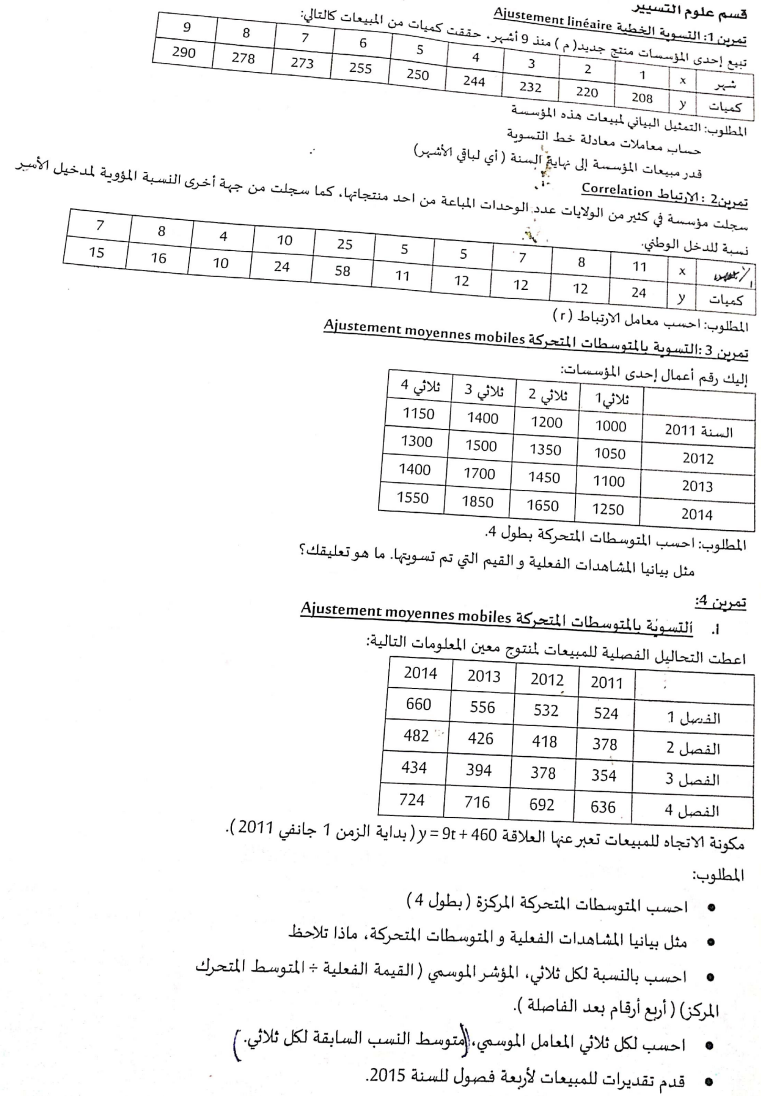 قسم علوم التسيير
تمرين 1: التسوية الخطية Ajustement linéaire
تبيع إحدى المؤسسات منتج جديد( م ) منذ 9 أشهر، حققت كميات من المبيعات كالتالي:
شهر x 1 2 3 4 5 6 7 8 9
كميات y 208 220 232 244 250 255 273 278 290
المطلوب: التمثيل البياني لمبيعات هذه المؤسسة
حساب معاملات معادلة خط التسوية
قدر مبيعات المؤسسة إلى نهاية السنة ( أي لباقي الأشهر)
تمرين2 :الارتباط Correlation
سجلت مؤسسة في كثير من الولايات عدد الوحدات المباعة من احد منتجاتها، كما سجلت من جهة أخرى النسبة المؤوية لمدخيل الأسر
نسبة للدخل الوطني.
x 11 8 7 5 5 25 10 4 8 7
كميات y 24 12 12 12 11 58 24 10 16 15
المطلوب: احسب معامل الارتباط ( r )
تمرين 3 :التسوية بالمتوسطات المتحركة Ajustement moyennes mobiles
إليك رقم أعمال إحدى المؤسسات:
ثلاثي1 ثلاثي 2 ثلاثي 3 ثلاثي 4
السنة 2011 1000 1200 1400 1150
2012 1050 1350 1500 1300
2013 1100 1450 1700 1400
2014 1250 1650 1850 1550
المطلوب: احسب المتوسطات المتحركة بطول 4.
مثل بيانيا المشاهدات الفعلية و القيم التي تم تسويتها. ما هو تعليقك؟
تمرين 4:
أ. التسوية بالمتوسطات المتحركة Ajustement moyennes mobiles
اعطت التحاليل الفصلية للمبيعات لمنتوج معين المعلومات التالية:
2011 2012 2013 2014
الفصل 1 524 532 556 660
الفصل 2 378 418 426 482
الفصل 3 354 378 394 434
الفصل 4 636 692 716 724
مكونة الاتجاه للمبيعات تعبر عنها العلاقة y = 9t + 460 ( بداية الزمن 1 جانفي 2011 ).
المطلوب:
• احسب المتوسطات المتحركة المركزة ( بطول 4 )
• مثل بيانيا المشاهدات الفعلية و المتوسطات المتحركة، ماذا تلاحظ
• احسب بالنسبة لكل ثلاثي، المؤشر الموسمي ( القيمة الفعلية ÷ المتوسط المتحرك
المركز) ( أربع أرقام بعد الفاصلة ).
• احسب لكل ثلاثي المعامل الموسمي، (متوسط النسب السابقة لكل ثلاثي. )
• قدم تقديرات للمبيعات لأربعة فصول للسنة 2015.